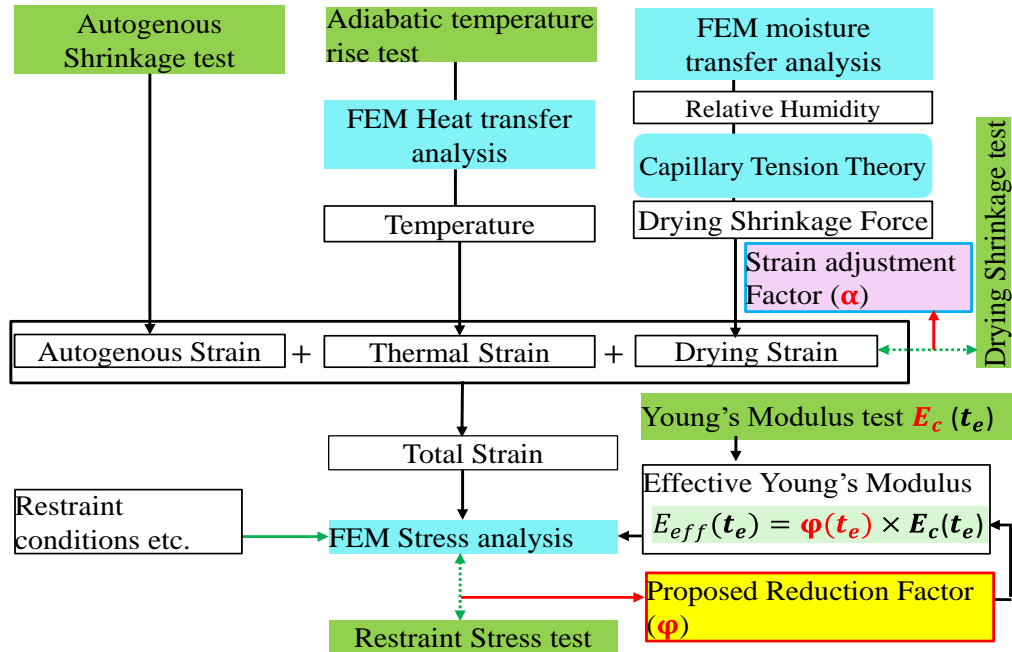 Autogenous
Shrinkage test
Adiabatic temperature
rise test
FEM moisture
transfer analysis
Relative Humidity
FEM Heat transfer
analysis
Capillary Tension Theory
Drying Shrinkage test
Temperature
Drying Shrinkage Force
Strain adjustment
Factor (α)
Autogenous Strain + Thermal Strain + Drying Strain
Young's Modulus test E_c (t_e)
Total Strain
Effective Young's Modulus
E_eff(t_e) = φ(t_e) × E_c(t_e)
Restraint
conditions etc.
FEM Stress analysis
Proposed Reduction Factor
(φ)
Restraint Stress test